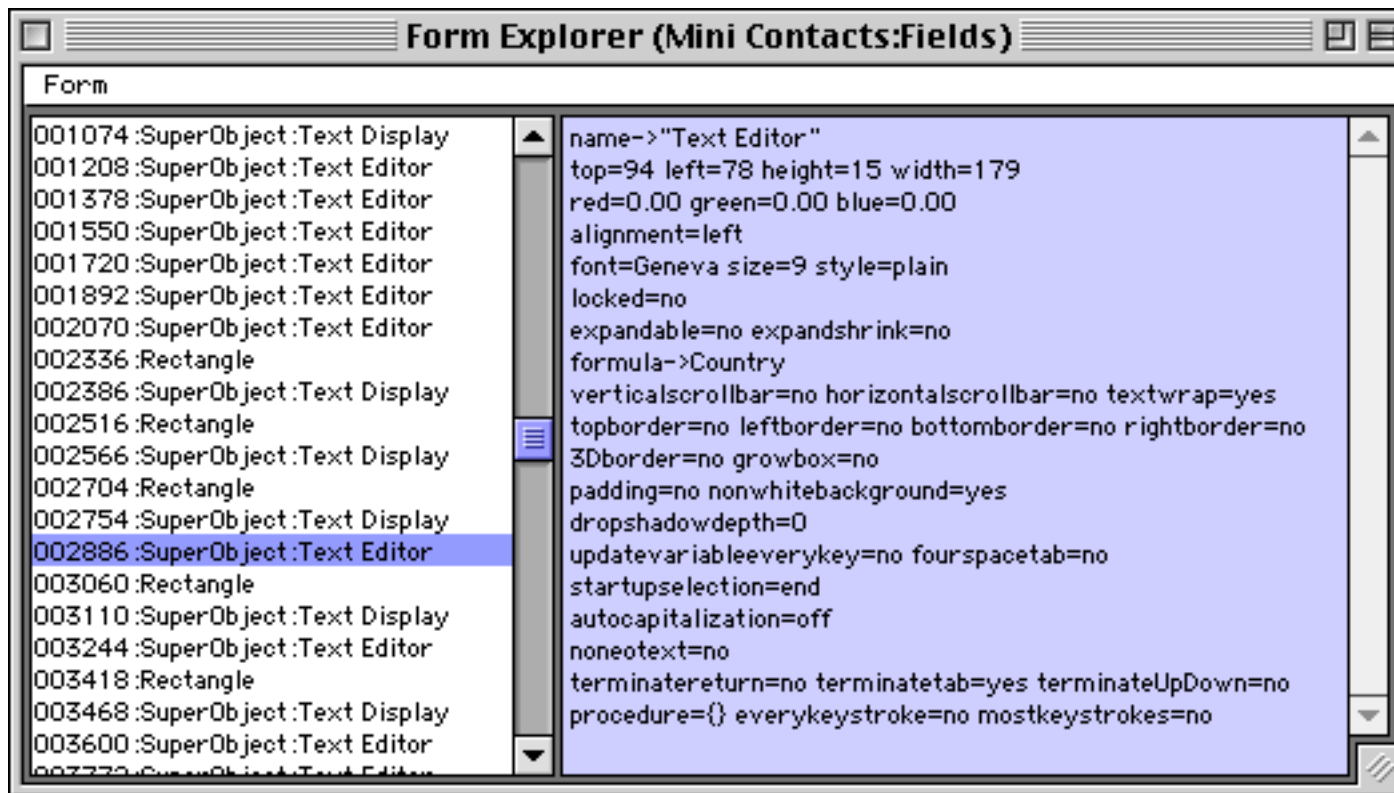 Form Explorer (Mini Contacts:Fields)
Form
001074:SuperObject:Text Display
001208:SuperObject:Text Editor
001378:SuperObject:Text Editor
001550:SuperObject:Text Editor
001720:SuperObject:Text Editor
001892:SuperObject:Text Editor
002070:SuperObject:Text Editor
002336:Rectangle
002386:SuperObject:Text Display
002516:Rectangle
002566:SuperObject:Text Display
002704:Rectangle
002754:SuperObject:Text Display
002886:SuperObject:Text Editor
003060:Rectangle
003110:SuperObject:Text Display
003244:SuperObject:Text Editor
003418:Rectangle
003468:SuperObject:Text Display
003600:SuperObject:Text Editor
003772:SuperObject:Text Editor
name->"Text Editor"
top=94 left=78 height=15 width=179
red=0.00 green=0.00 blue=0.00
alignment=left
font=Geneva size=9 style=plain
locked=no
expandable=no expandshrink=no
formula->Country
verticalscrollbar=no horizontalscrollbar=no textwrap=yes
topborder=no leftborder=no bottomborder=no rightborder=no
3Dborder=no growbox=no
padding=no nonwhitebackground=yes
dropshadowdepth=0
updatevariableeverykey=no fourspacetab=no
startupselection=end
autocapitalization=off
noneotext=no
terminatereturn=no terminatetab=yes terminateUpDown=no
procedure={} everykeystroke=no mostkeystrokes=no